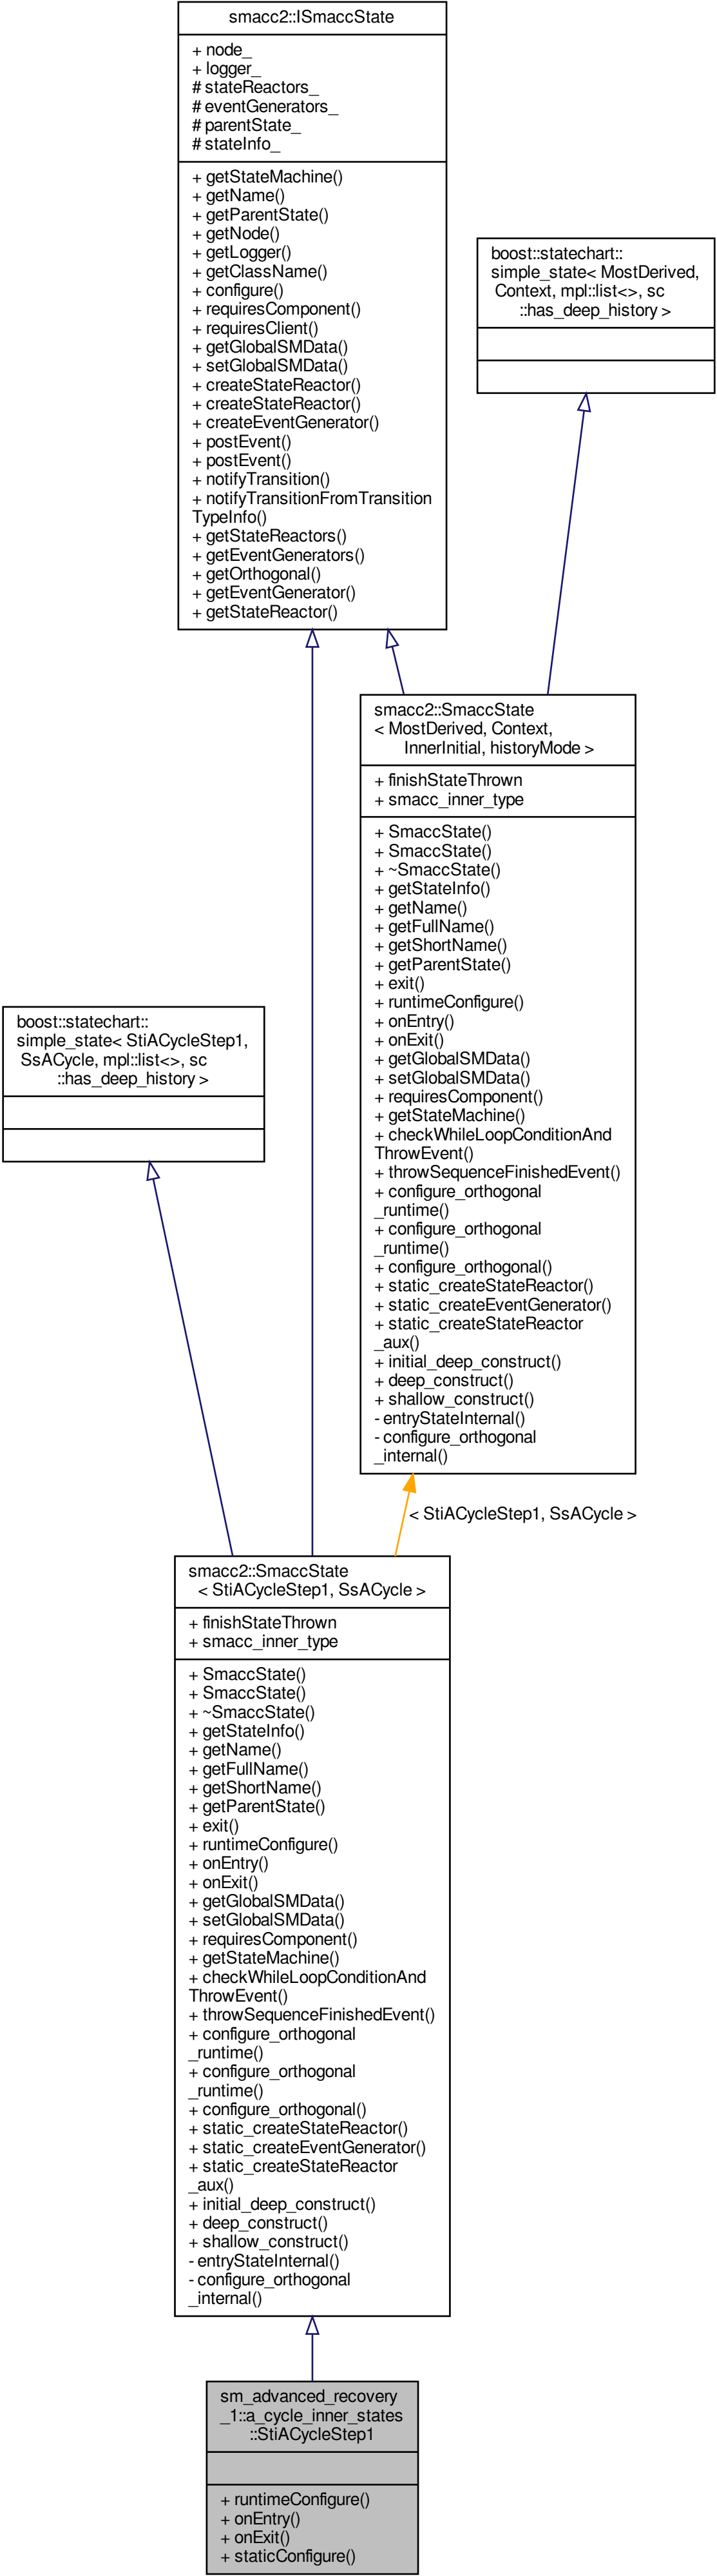 smacc2::ISmaccState
+ node_
+ logger_
# stateReactors_
# eventGenerators_
# parentState_
# stateInfo_
+ getStateMachine()
+ getName()
+ getParentState()
+ getNode()
+ getLogger()
+ getClassName()
+ configure()
+ requiresComponent()
+ requiresClient()
+ getGlobalSMData()
+ setGlobalSMData()
+ createStateReactor()
+ createStateReactor()
+ createEventGenerator()
+ postEvent()
+ postEvent()
+ notifyTransition()
+ notifyTransitionFromTransition
TypeInfo()
+ getStateReactors()
+ getEventGenerators()
+ getOrthogonal()
+ getEventGenerator()
+ getStateReactor()
boost::statechart::
simple_state< MostDerived,
Context, mpl::list<>, sc
::has_deep_history >
smacc2::SmaccState
< MostDerived, Context,
InnerInitial, historyMode >
+ finishStateThrown
+ smacc_inner_type
+ SmaccState()
+ SmaccState()
+ ~SmaccState()
+ getStateInfo()
+ getName()
+ getFullName()
+ getShortName()
+ getParentState()
+ exit()
+ runtimeConfigure()
+ onEntry()
+ onExit()
+ getGlobalSMData()
+ setGlobalSMData()
+ requiresComponent()
+ getStateMachine()
+ checkWhileLoopConditionAnd
ThrowEvent()
+ throwSequenceFinishedEvent()
+ configure_orthogonal
_runtime()
+ configure_orthogonal
_runtime()
+ configure_orthogonal()
+ static_createStateReactor()
+ static_createEventGenerator()
+ static_createStateReactor
_aux()
+ initial_deep_construct()
+ deep_construct()
+ shallow_construct()
- entryStateInternal()
- configure_orthogonal
_internal()
boost::statechart::
simple_state< StiACycleStep1,
SsACycle, mpl::list<>, sc
::has_deep_history >
< StiACycleStep1, SsACycle >
smacc2::SmaccState
< StiACycleStep1, SsACycle >
+ finishStateThrown
+ smacc_inner_type
+ SmaccState()
+ SmaccState()
+ ~SmaccState()
+ getStateInfo()
+ getName()
+ getFullName()
+ getShortName()
+ getParentState()
+ exit()
+ runtimeConfigure()
+ onEntry()
+ onExit()
+ getGlobalSMData()
+ setGlobalSMData()
+ requiresComponent()
+ getStateMachine()
+ checkWhileLoopConditionAnd
ThrowEvent()
+ throwSequenceFinishedEvent()
+ configure_orthogonal
_runtime()
+ configure_orthogonal
_runtime()
+ configure_orthogonal()
+ static_createStateReactor()
+ static_createEventGenerator()
+ static_createStateReactor
_aux()
+ initial_deep_construct()
+ deep_construct()
+ shallow_construct()
- entryStateInternal()
- configure_orthogonal
_internal()
sm_advanced_recovery
_1::a_cycle_inner_states
::StiACycleStep1
+ runtimeConfigure()
+ onEntry()
+ onExit()
+ staticConfigure()